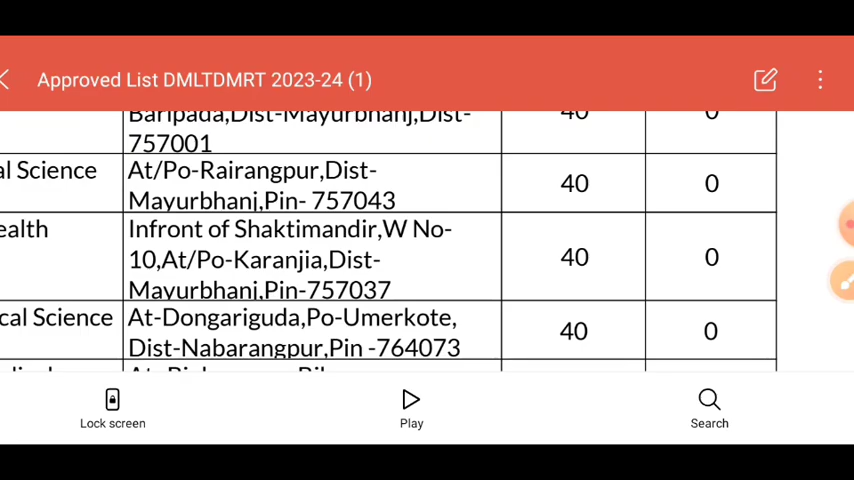 Approved List DMLTDMRT 2023-24 (1)
Baripada,Dist-Mayurbhanj,Dist- 40 0
757001
al Science At/Po-Rairangpur,Dist- 40 0
Mayurbhanj,Pin- 757043
ealth Infront of Shaktimandir,W No-
10,At/Po-Karanjia,Dist- 40 0
Mayurbhanj,Pin-757037
cal Science At-Dongariguda,Po-Umerkote, 40 0
Dist-Nabarangpur,Pin -764073
Lock screen Play Search